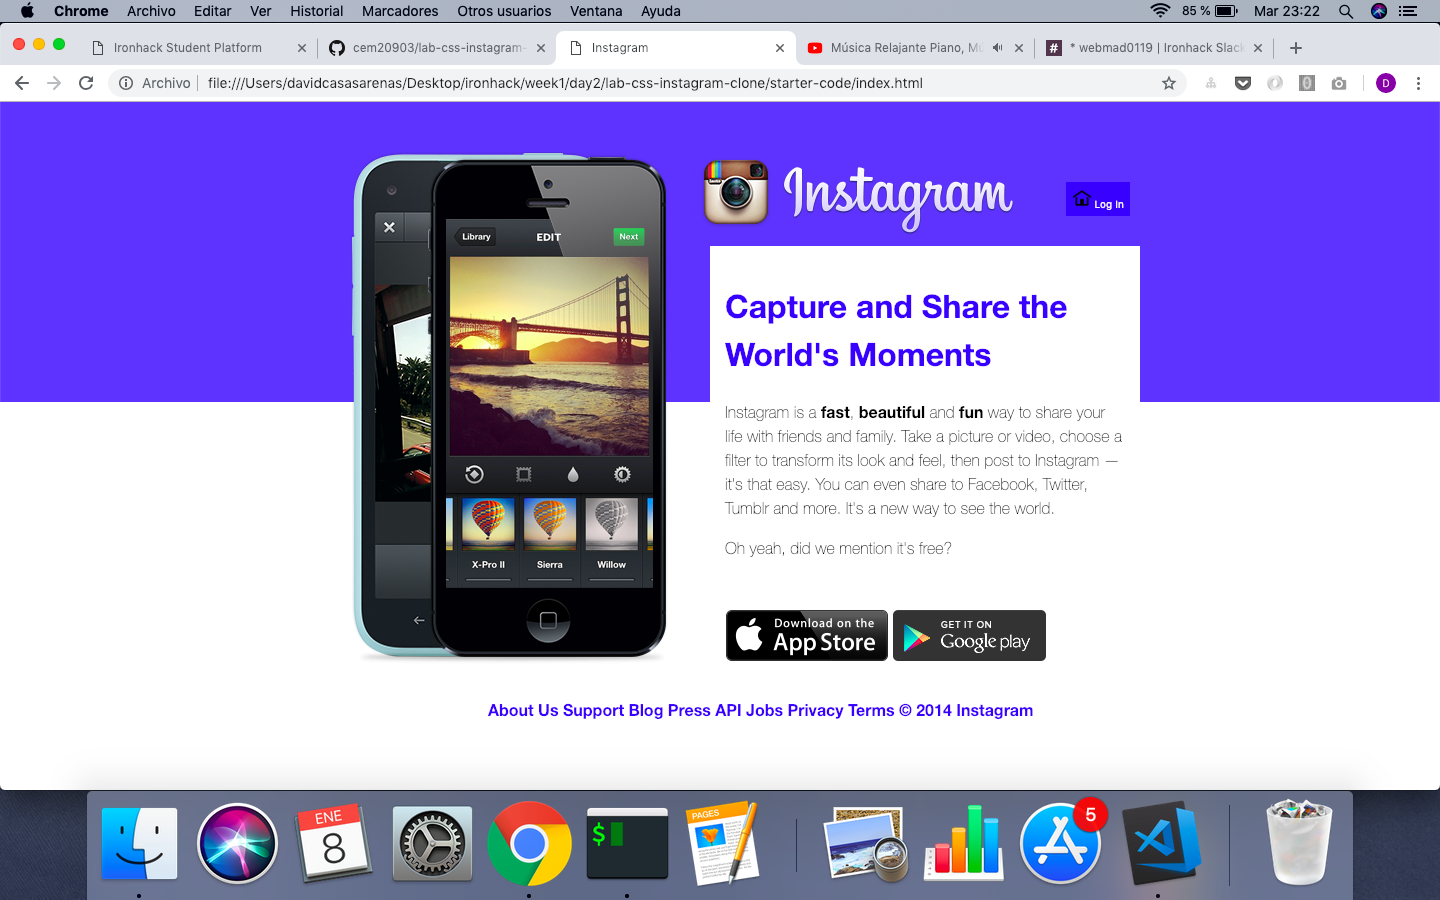 Chrome Archivo Editar Ver Historial Marcadores Otros usuarios Ventana Ayuda 85 % Mar 23:22
Ironhack Student Platform
cem20903/lab-css-instagram-
Instagram
Música Relajante Piano, Mú
* webmad0119 | Ironhack Slack
Archivo file:///Users/davidcasasarenas/Desktop/ironhack/week1/day2/lab-css-instagram-clone/starter-code/index.html
D
Instagram
Log In
Library EDIT Next
Capture and Share the
World's Moments
Instagram is a fast, beautiful and fun way to share your
life with friends and family. Take a picture or video, choose a
filter to transform its look and feel, then post to Instagram —
it's that easy. You can even share to Facebook, Twitter,
Tumblr and more. It's a new way to see the world.
Oh yeah, did we mention it's free?
X-Pro II Sierra Willow
Download on the
App Store
GET IT ON
Google play
About Us Support Blog Press API Jobs Privacy Terms © 2014 Instagram
ENE
8
$
PAGES
5